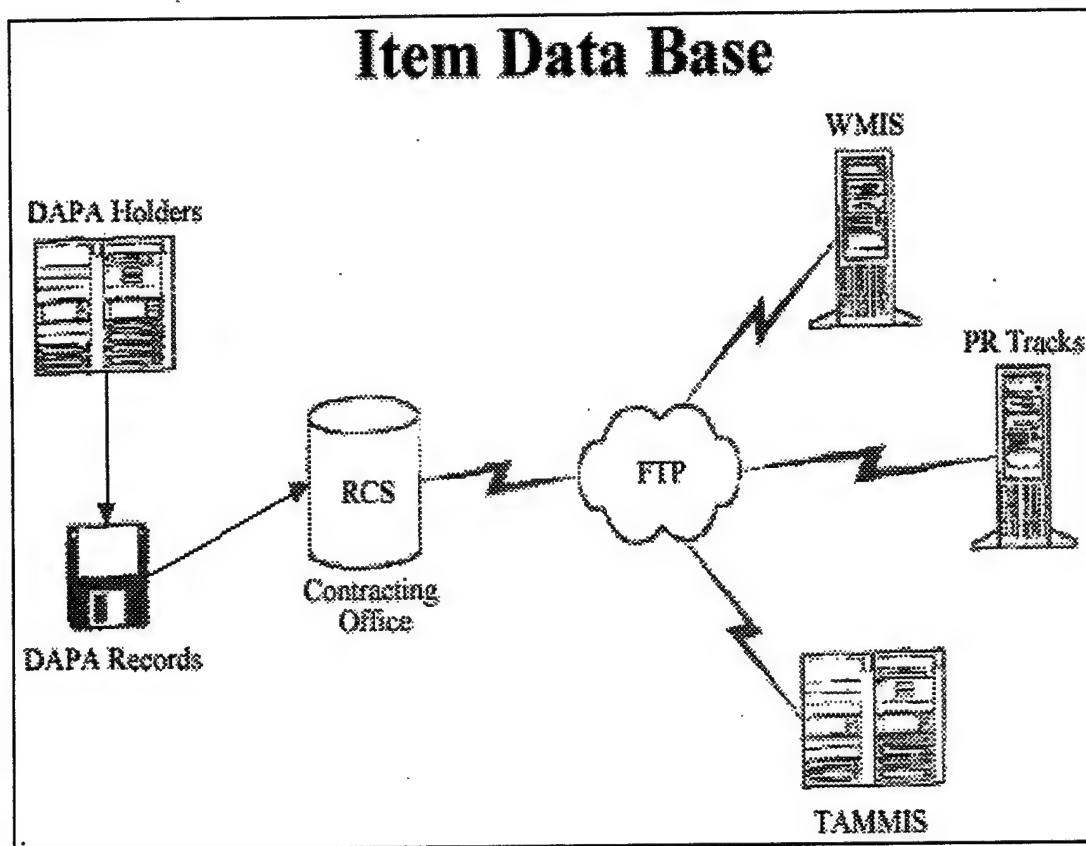 Item Data Base
WMIS
DAPA Holders
PR Tracks
RCS
FTP
Contracting
Office
DAPA Records
TAMMIS